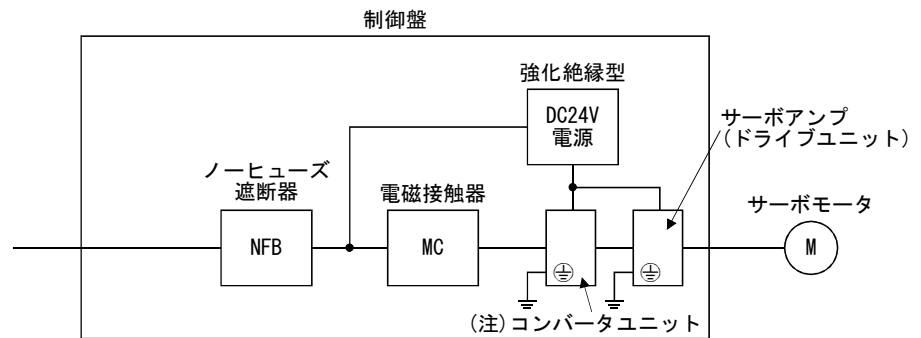 制御盤
強化絶縁型
DC24V
電源
サーボアンプ
(ドライブユニット)
ノーヒューズ
遮断器
電磁接触器
サーボモータ
NFB
MC
M
(注)コンバータユニット